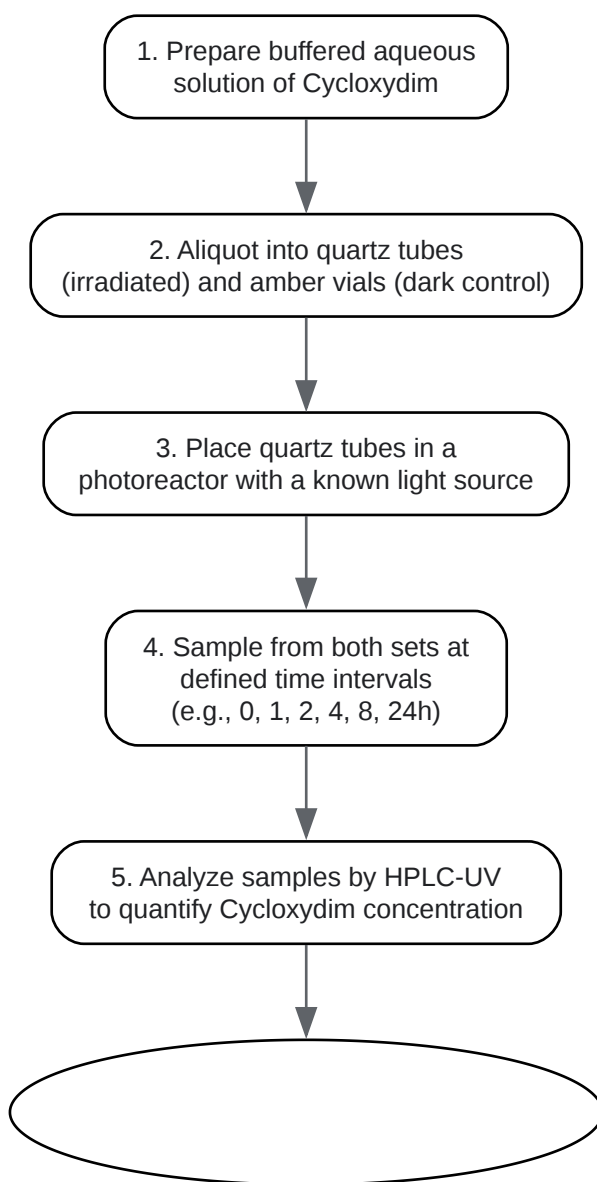 1. Prepare buffered aqueous
solution of Cycloxydim
2. Aliquot into quartz tubes
(irradiated) and amber vials (dark control)
3. Place quartz tubes in a
photoreactor with a known light source
4. Sample from both sets at
defined time intervals
(e.g., 0, 1, 2, 4, 8, 24h)
5. Analyze samples by HPLC-UV
to quantify Cycloxydim concentration